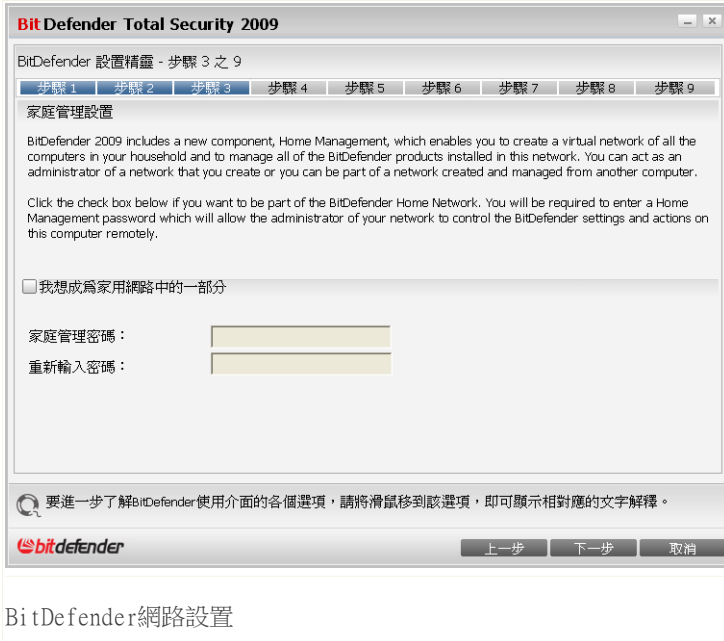 BitDefender Total Security 2009
BitDefender 設置精靈 - 步驟 3 之 9
步驟 1 步驟 2 步驟 3 步驟 4 步驟 5 步驟 6 步驟 7 步驟 8 步驟 9
家庭管理設置
BitDefender 2009 includes a new component, Home Management, which enables you to create a virtual network of all the
computers in your household and to manage all of the BitDefender products installed in this network. You can act as an
administrator of a network that you create or you can be part of a network created and managed from another computer.
Click the check box below if you want to be part of the BitDefender Home Network. You will be required to enter a Home
Management password which will allow the administrator of your network to control the BitDefender settings and actions on
this computer remotely.
我想成爲家用網路中的一部分
家庭管理密碼：
重新輸入密碼：
要進一步了解BitDefender使用介面的各個選項，請將滑鼠移到該選項，即可顯示相對應的文字解釋。
bitdefender
上一步 下一步 取消
BitDefender網路設置